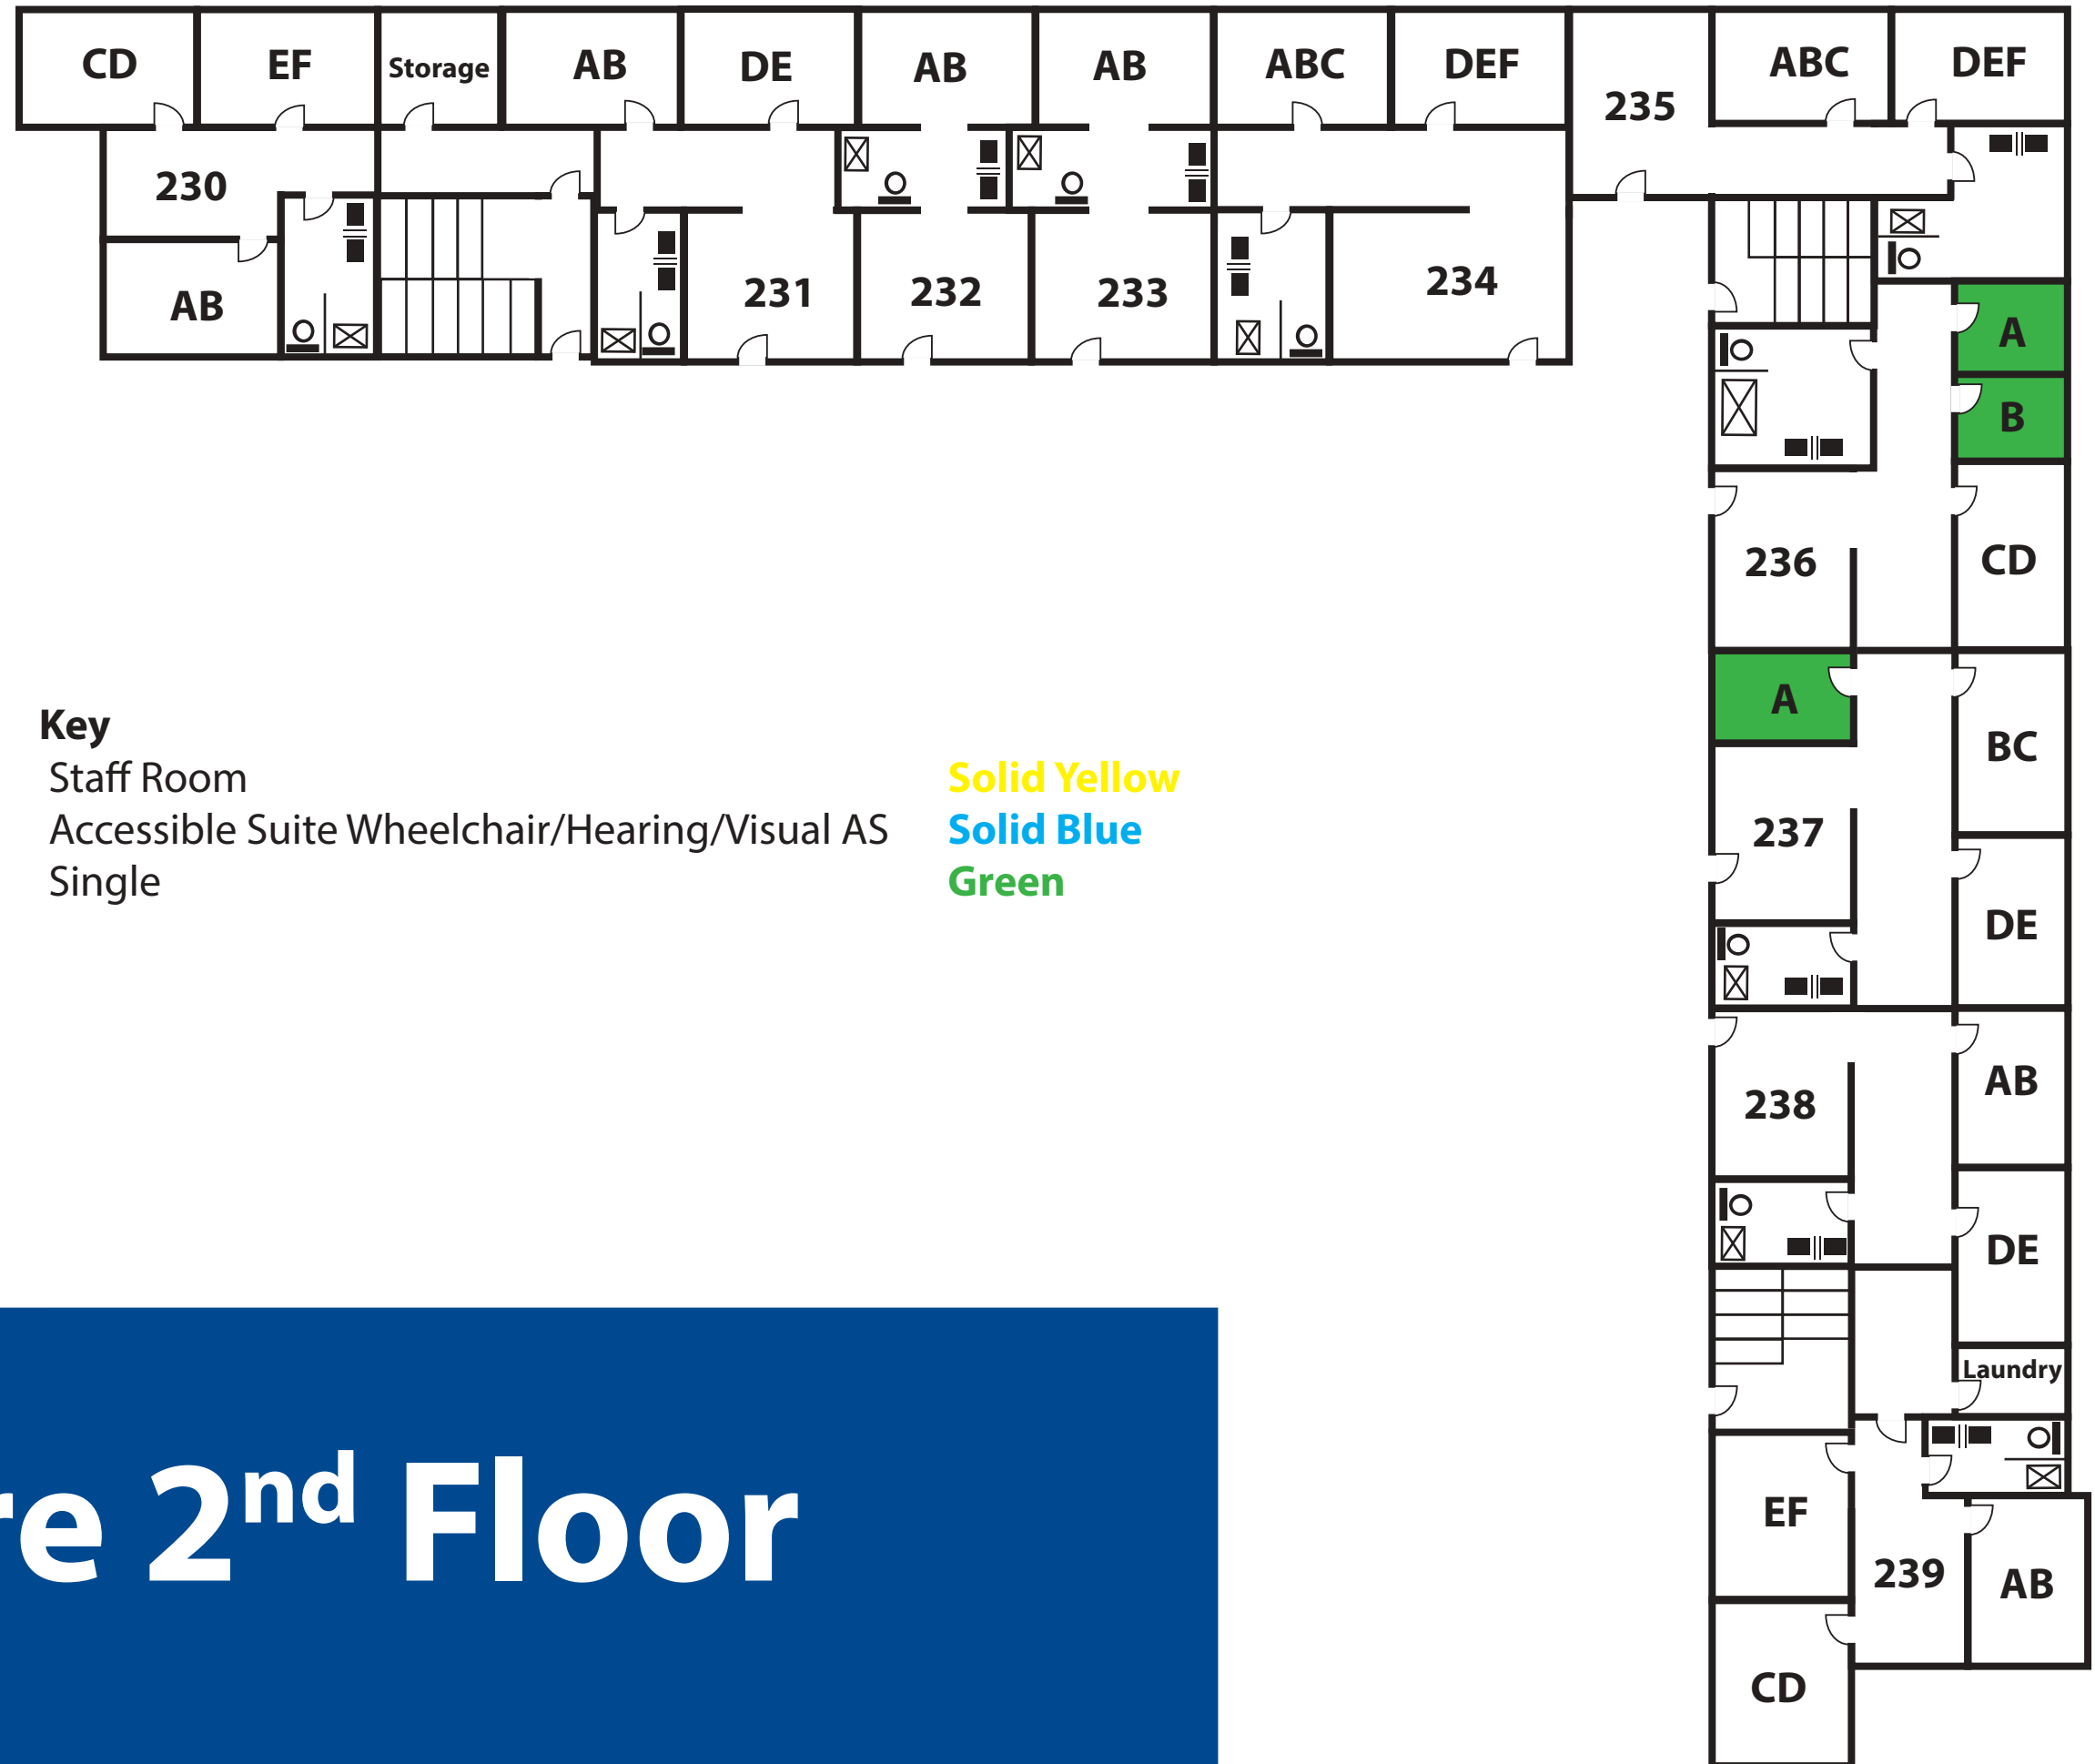 CD
EF
Storage
AB
DE
AB
AB
ABC
DEF
235
ABC
DEF
230
AB
231
232
233
234
A
B
236
CD
Key
Staff Room Solid Yellow
Accessible Suite Wheelchair/Hearing/Visual AS Solid Blue
Single Green
A
BC
237
DE
238
AB
DE
Laundry
EF
239
AB
CD
re 2nd Floor